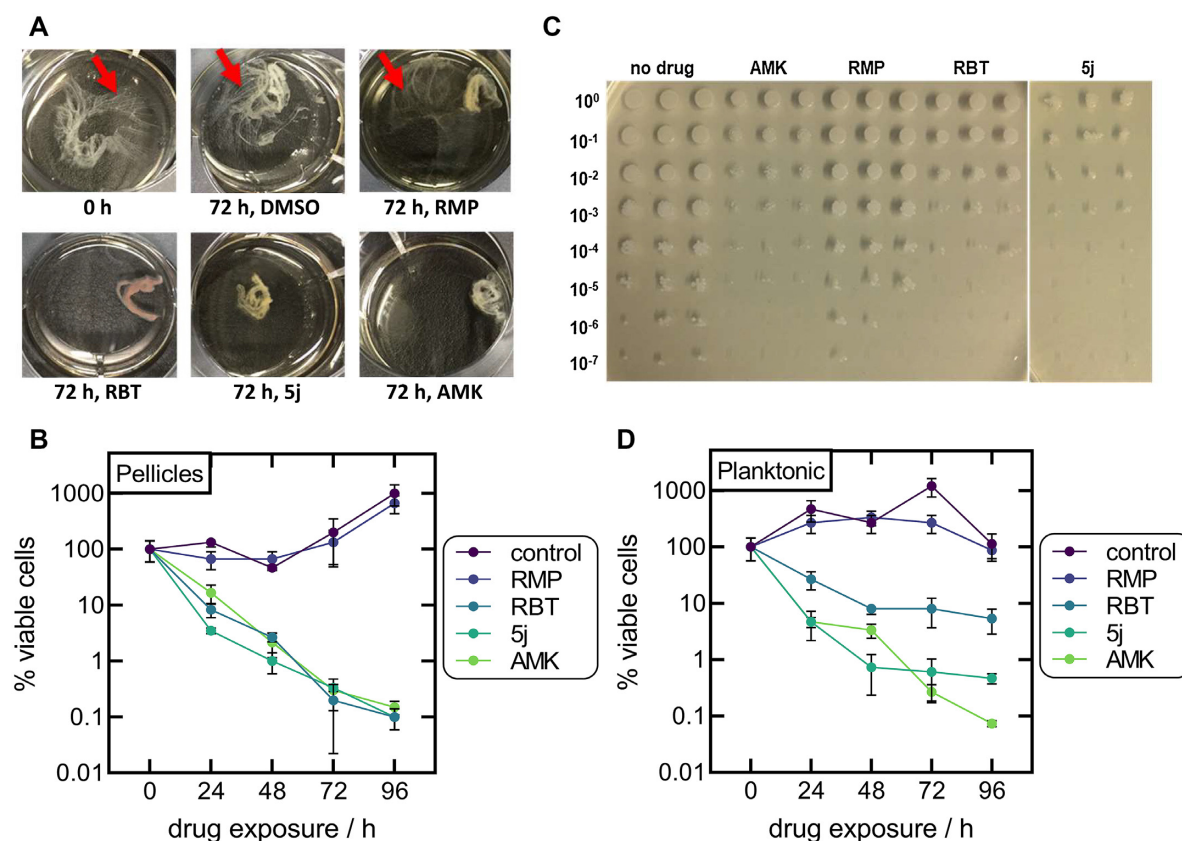 A
0 h
72 h, DMSO
72 h, RMP
72 h, RBT
72 h, 5j
72 h, AMK
B
Pellicles
% viable cells
1000
100
10
1
0.1
0.01
0 24 48 72 96
drug exposure / h
control
RMP
RBT
5j
AMK
C
no drug AMK RMP RBT 5j
10⁰
10⁻¹
10⁻²
10⁻³
10⁻⁴
10⁻⁵
10⁻⁶
10⁻⁷
D
Planktonic
% viable cells
1000
100
10
1
0.1
0.01
0 24 48 72 96
drug exposure / h
control
RMP
RBT
5j
AMK